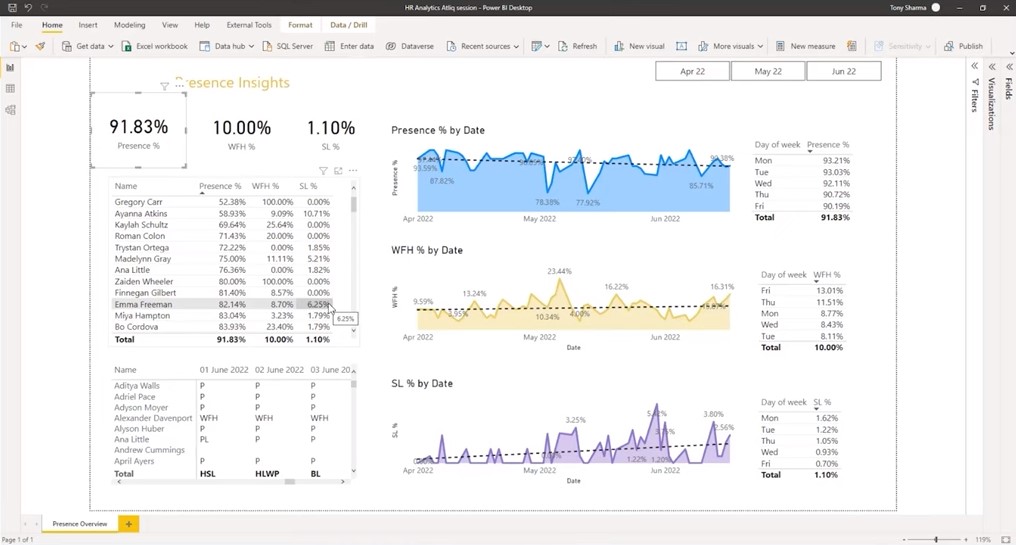 HR Analytics Atliq session - Power BI Desktop
Tony Sharma
File Home Insert Modeling View Help External Tools Format Data / Drill
Get data Excel workbook Data hub SQL Server Enter data Dataverse Recent sources Refresh New visual More visuals New measure Sensitivity Publish
Presence Insights
Apr 22 May 22 Jun 22
Filters
Visualizations
Fields
91.83%
Presence %
10.00%
WFH %
1.10%
SL %
Name Presence % WFH % SL %
Gregory Carr 52.38% 100.00% 0.00%
Ayanna Atkins 58.93% 9.09% 10.71%
Kaylah Schultz 69.64% 25.64% 0.00%
Roman Colon 71.43% 20.00% 0.00%
Trystan Ortega 72.22% 0.00% 1.85%
Madelynn Gray 75.00% 11.11% 5.21%
Ana Little 76.36% 0.00% 1.82%
Zaiden Wheeler 80.00% 100.00% 0.00%
Finnegan Gilbert 81.40% 8.57% 0.00%
Emma Freeman 82.14% 8.70% 6.25%
6.25%
Miya Hampton 83.04% 3.23% 1.79%
Bo Cordova 83.93% 23.40% 1.79%
Total 91.83% 10.00% 1.10%
01 June 2022 02 June 2022 03 June 20
Aditya Walls P P P
Adriel Pace P P P
Adyson Moyer P P P
Alexander Davenport WFH WFH WFH
Alyson Huber P P P
Ana Little PL P P
Andrew Cummings
April Ayers P P P
Total HSL HLWP BL
Presence % by Date
Presence %
93.59%
87.82%
78.38%
77.92%
85.71%
90.38%
Apr 2022 May 2022 Jun 2022
WFH % by Date
WFH %
9.59%
3.95%
13.24%
10.34%
23.44%
4.00%
16.22%
16.31%
Apr 2022 May 2022 Jun 2022
Date
SL % by Date
SL %
3.25%
1.22%
1.20%
3.80%
2.56%
Apr 2022 May 2022 Jun 2022
Date
Day of week Presence %
Mon 93.21%
Tue 93.03%
Wed 92.11%
Thu 90.72%
Fri 90.19%
Total 91.83%
Day of week WFH %
Fri 13.01%
Thu 11.51%
Mon 8.77%
Wed 8.43%
Tue 8.11%
Total 10.00%
Day of week SL %
Mon 1.62%
Tue 1.22%
Thu 1.05%
Wed 0.93%
Fri 0.70%
Total 1.10%
Presence Overview
Page 1 of 1
119%